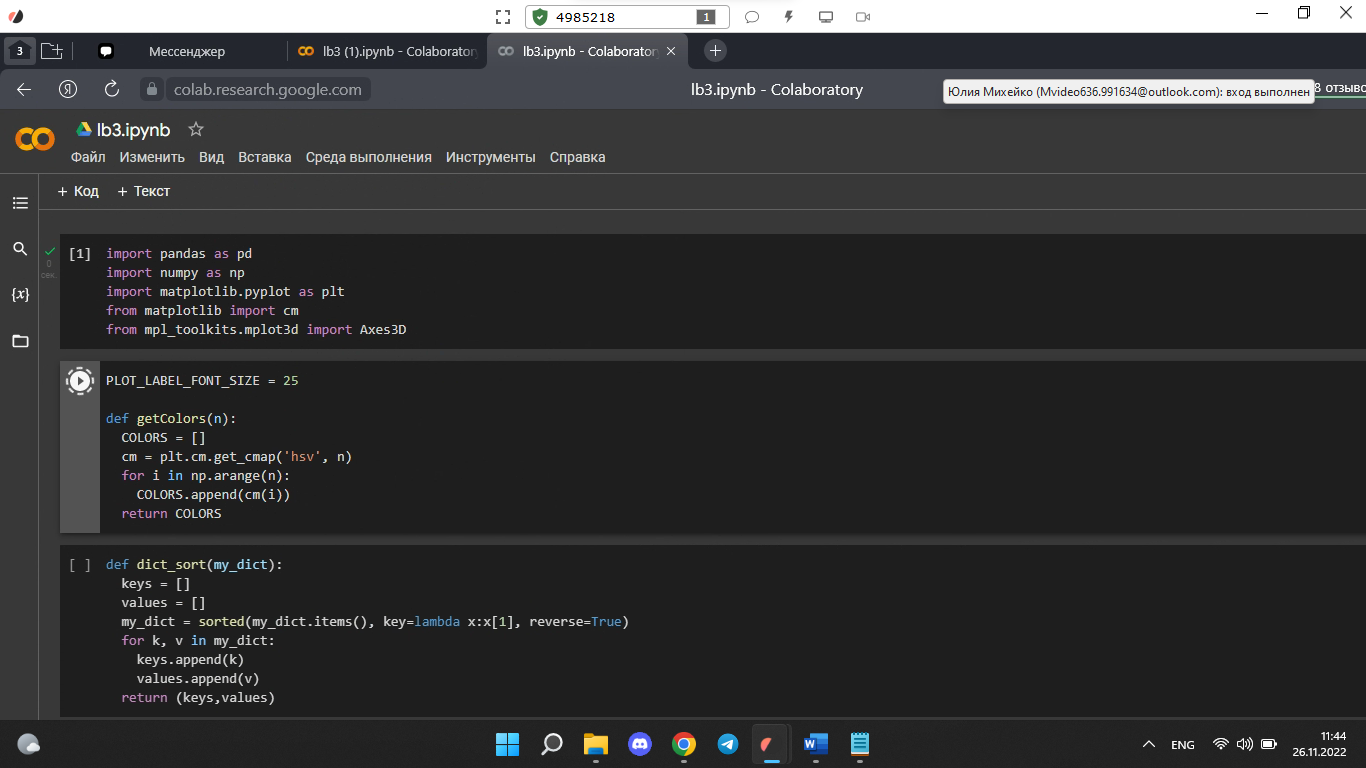 4985218 1
3 Мессенджер lb3 (1).ipynb - Colaboratory lb3.ipynb - Colaboratory
colab.research.google.com lb3.ipynb - Colaboratory Юлия Михейко (Mvideo636.991634@outlook.com): вход выполнен 8 отзыво
lb3.ipynb
Файл Изменить Вид Вставка Среда выполнения Инструменты Справка
+ Код + Текст
[1] import pandas as pd
0 import numpy as np
сек. import matplotlib.pyplot as plt
{x} from matplotlib import cm
from mpl_toolkits.mplot3d import Axes3D
PLOT_LABEL_FONT_SIZE = 25
def getColors(n):
COLORS = []
cm = plt.cm.get_cmap('hsv', n)
for i in np.arange(n):
COLORS.append(cm(i))
return COLORS
[ ] def dict_sort(my_dict):
keys = []
values = []
my_dict = sorted(my_dict.items(), key=lambda x:x[1], reverse=True)
for k, v in my_dict:
keys.append(k)
values.append(v)
return (keys,values)
ENG 11:44
26.11.2022